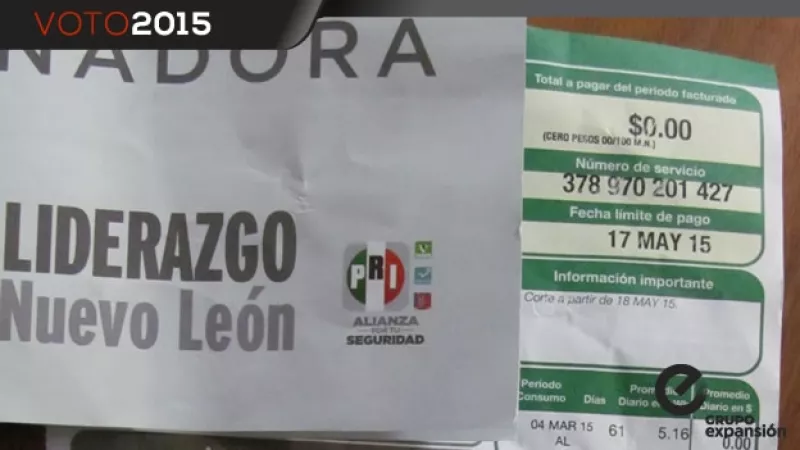 VOTO2015
NADORA
LIDERAZGO
Nuevo León
PRI
ALIANZA
POR TU
SEGURIDAD
Total a pagar del periodo facturado
$0.00
(CERO PESOS 00/100 M.N.)
Número de servicio
378 970 201 427
Fecha límite de pago
17 MAY 15
Información importante
Corte a partir de 18 MAY 15.
Periodo Consumo
Días
Diario en
Promedio Diario en $
04 MAR 15 AL
61
5.16
0.00
GRUPO
expansión